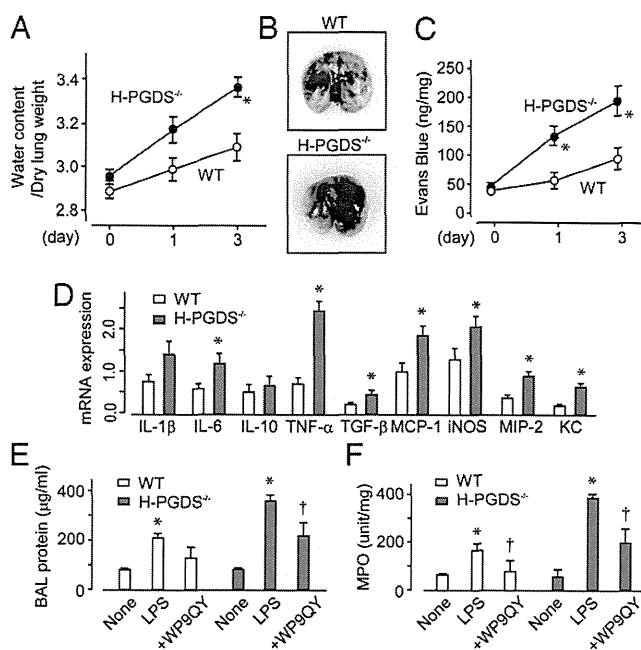 A
Water content
/Dry lung weight
3.4
3.2
3.0
2.8
H-PGDS-/-
*
WT
(day)
0
1
3
B
WT
H-PGDS-/-
C
Evans Blue (ng/mg)
250
200
150
100
50
0
H-PGDS-/-
*
*
WT
(day)
0
1
3
D
mRNA expression
2.0
1.0
0.0
WT
H-PGDS-/-
*
*
*
*
*
*
*
IL-1β
IL-6
IL-10
TNF-α
TGF-β
MCP-1
iNOS
MIP-2
KC
E
BAL protein (µg/ml)
400
200
0
WT
H-PGDS-/-
*
*
†
None
LPS
+WP9QY
None
LPS
+WP9QY
F
MPO (unit/mg)
400
200
0
WT
H-PGDS-/-
*
†
*
†
None
LPS
+WP9QY
None
LPS
+WP9QY